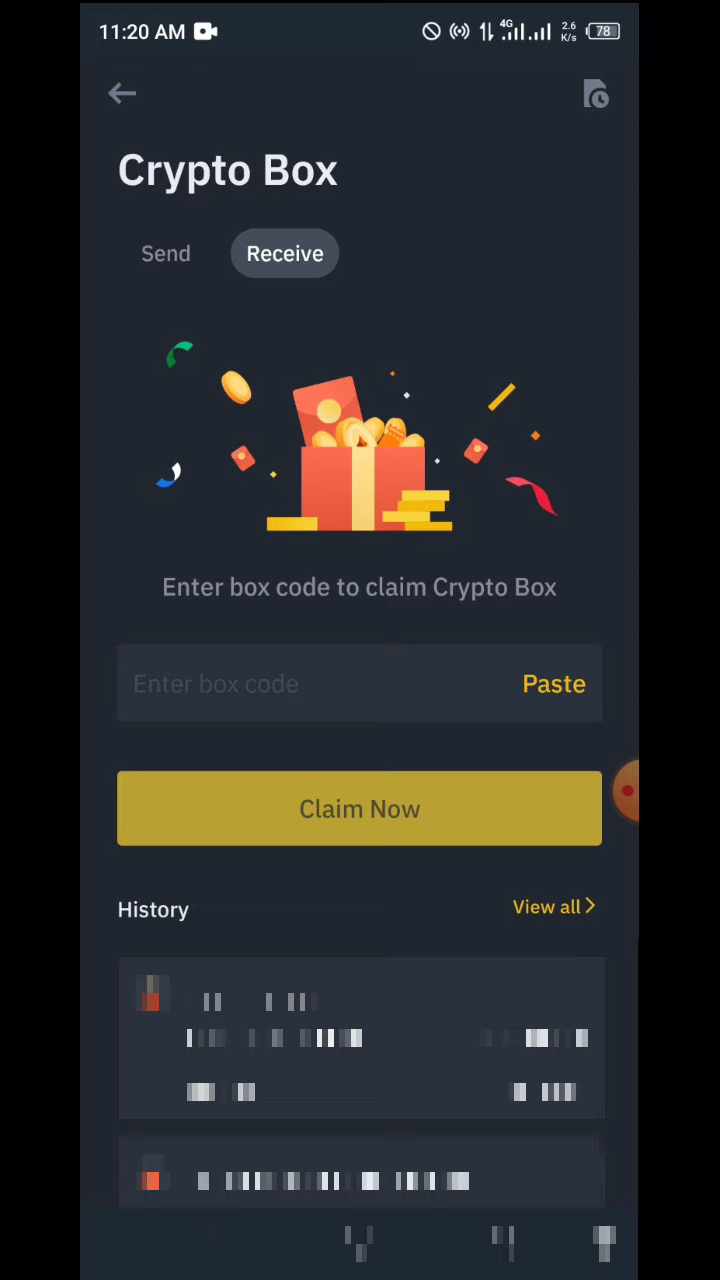 11:20 AM
4G
2.6
K/s
78
Crypto Box
Send
Receive
Enter box code to claim Crypto Box
Enter box code
Paste
Claim Now
History
View all